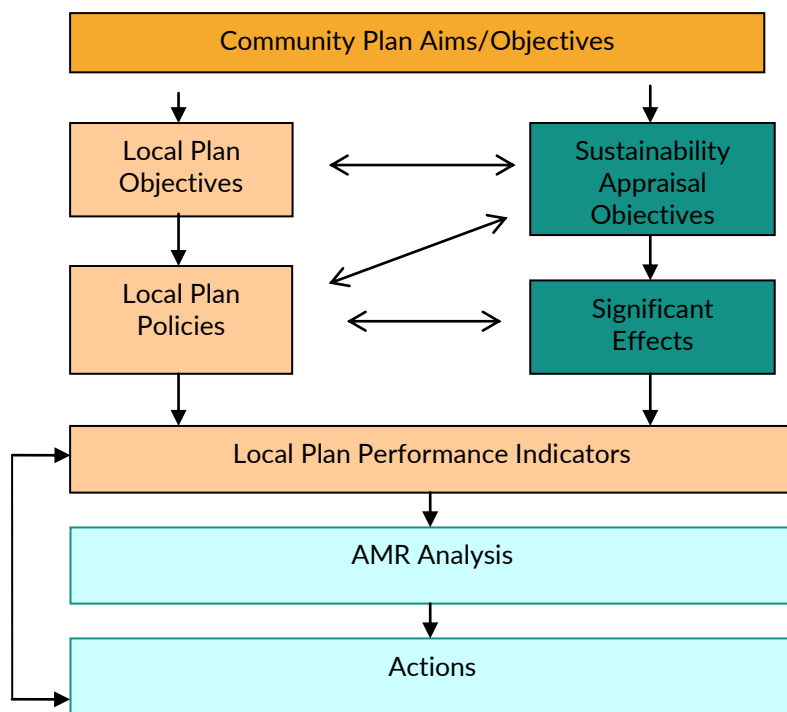 Community Plan Aims/Objectives
Local Plan
Objectives
Sustainability
Appraisal
Objectives
Local Plan
Policies
Significant
Effects
Local Plan Performance Indicators
AMR Analysis
Actions